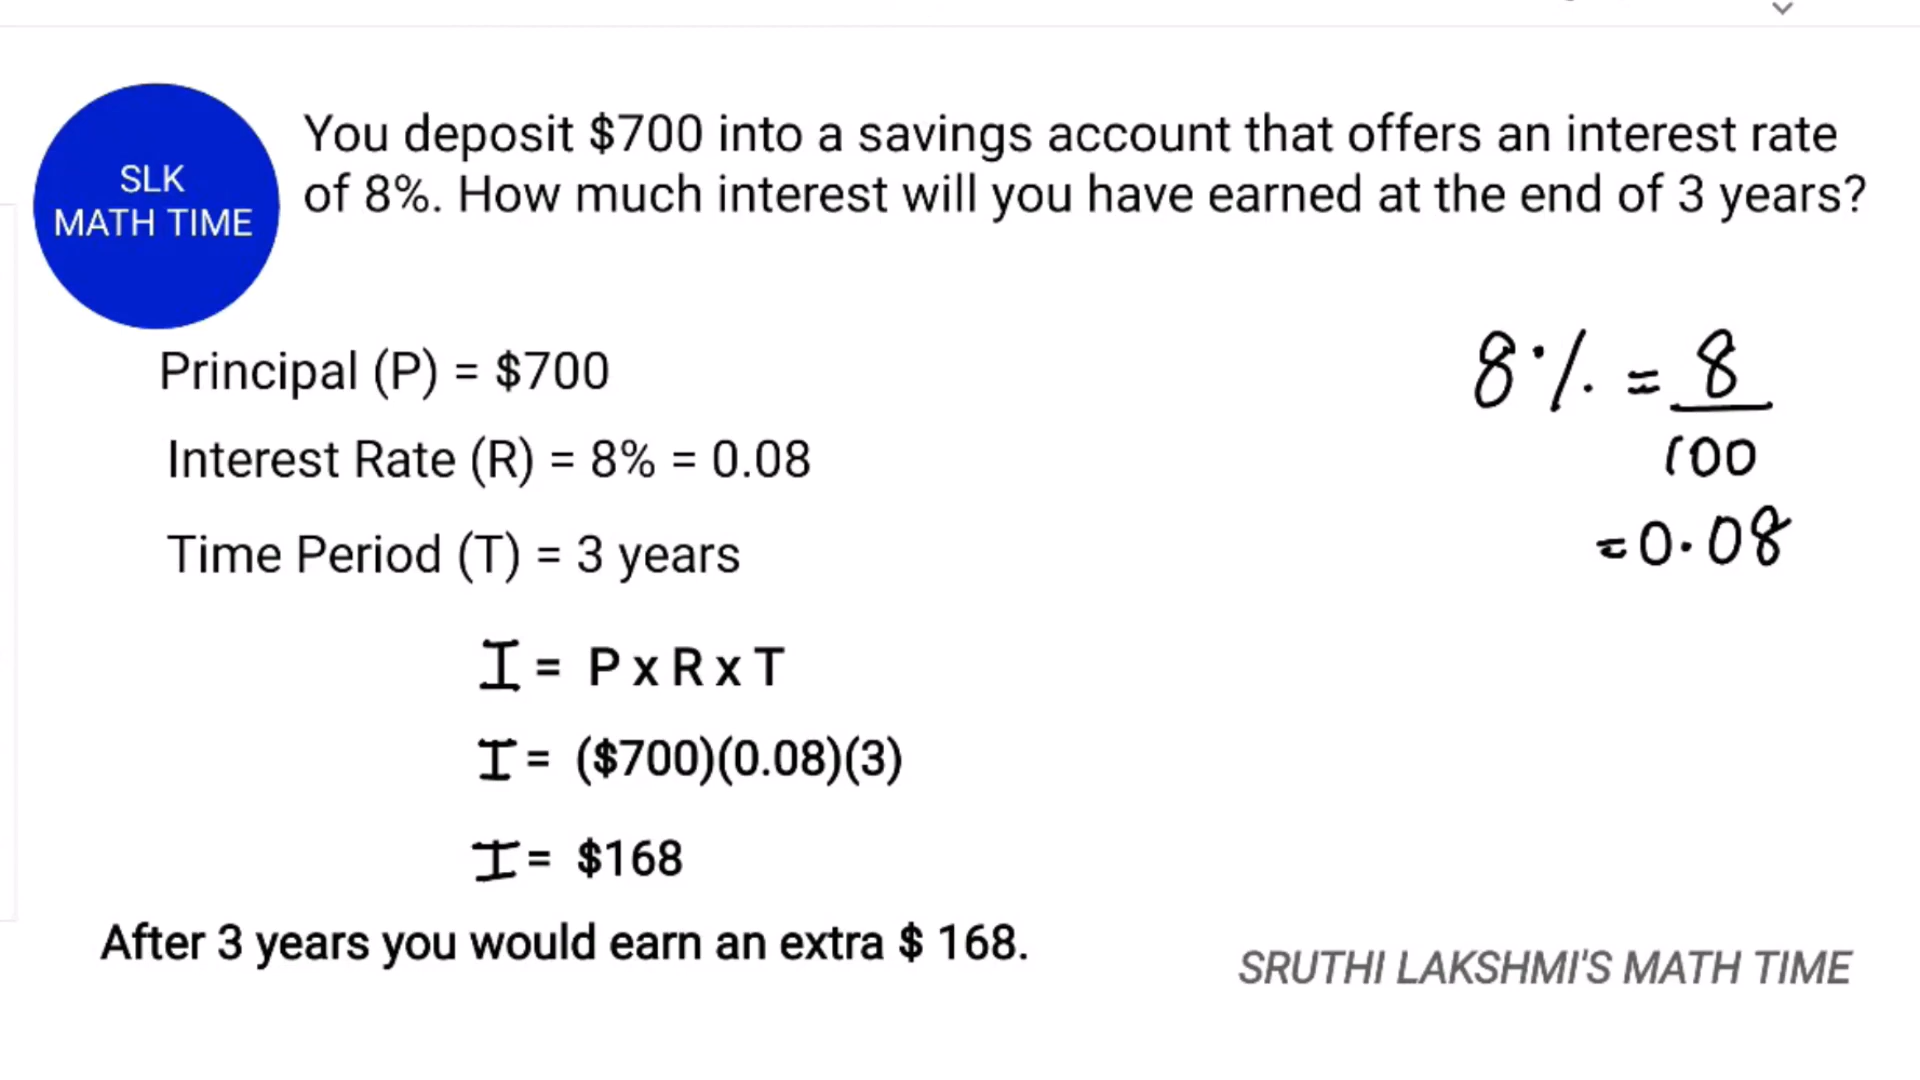 SLK
MATH TIME
You deposit $700 into a savings account that offers an interest rate
of 8%. How much interest will you have earned at the end of 3 years?
Principal (P) = $700
Interest Rate (R) = 8% = 0.08
Time Period (T) = 3 years
8% = 8
100
=0.08
I = P x R x T
I = ($700)(0.08)(3)
I = $168
After 3 years you would earn an extra $ 168.
SRUTHI LAKSHMI'S MATH TIME